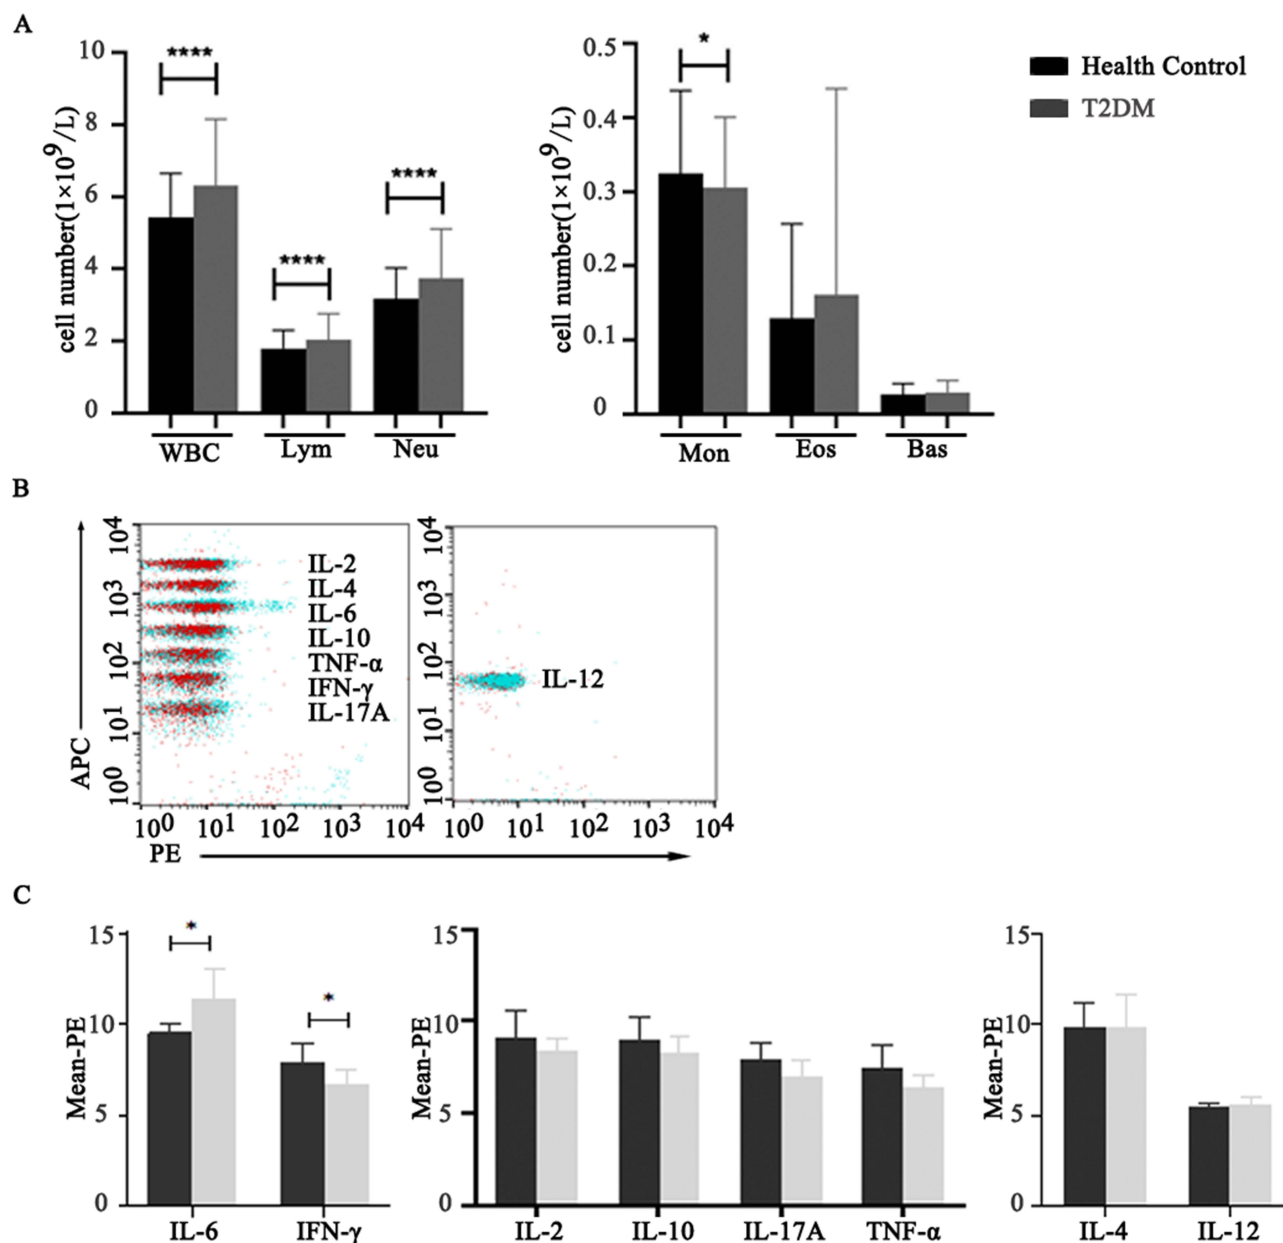 A
10
8
6
4
2
0
cell number(1×10⁹/L)
****
****
****
WBC
Lym
Neu
0.5
0.4
0.3
0.2
0.1
0
cell number(1×10⁹/L)
*
Mon
Eos
Bas
Health Control
T2DM
B
APC
10⁴
10³
10²
10¹
10⁰
IL-2
IL-4
IL-6
IL-10
TNF-α
IFN-γ
IL-17A
10⁰ 10¹ 10² 10³ 10⁴
PE
10⁴
10³
10²
10¹
10⁰
IL-12
10⁰ 10¹ 10² 10³ 10⁴
C
15
10
5
0
Mean-PE
*
*
IL-6
IFN-γ
15
10
5
0
Mean-PE
IL-2
IL-10
IL-17A
TNF-α
15
10
5
0
Mean-PE
IL-4
IL-12